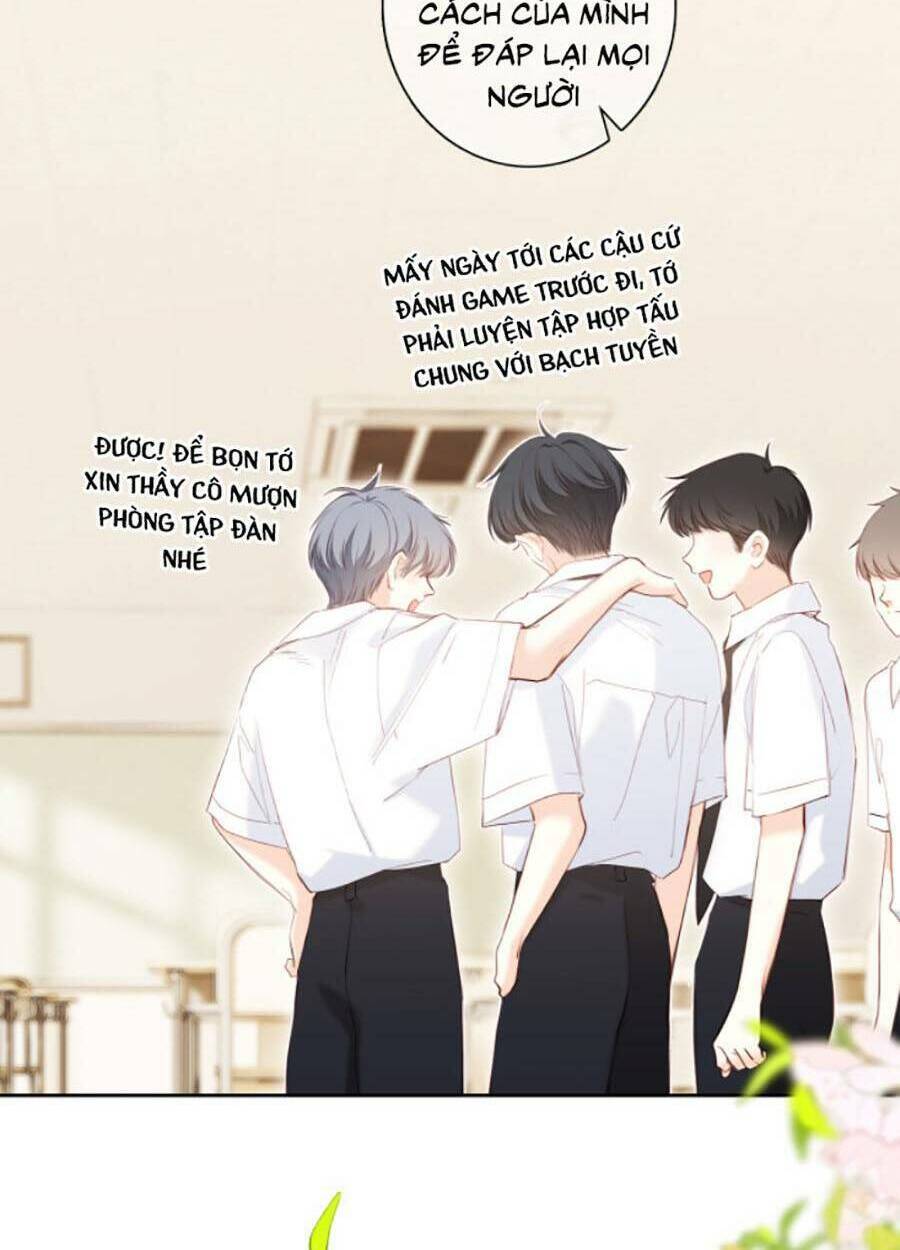 CÁCH CỦA MÌNH
ĐỂ ĐÁP LẠI MỌI
NGƯỜI
MẤY NGÀY TỚI CÁC CẬU CỨ
ĐÁNH GAME TRƯỚC ĐI, TỚ
PHẢI LUYỆN TẬP HỢP TẤU
CHUNG VỚI BẠCH TUYỀN
ĐƯỢC! ĐỂ BỌN TỚ
XIN THẦY CÔ MƯỢN
PHÒNG TẬP ĐÀN
NHÉ